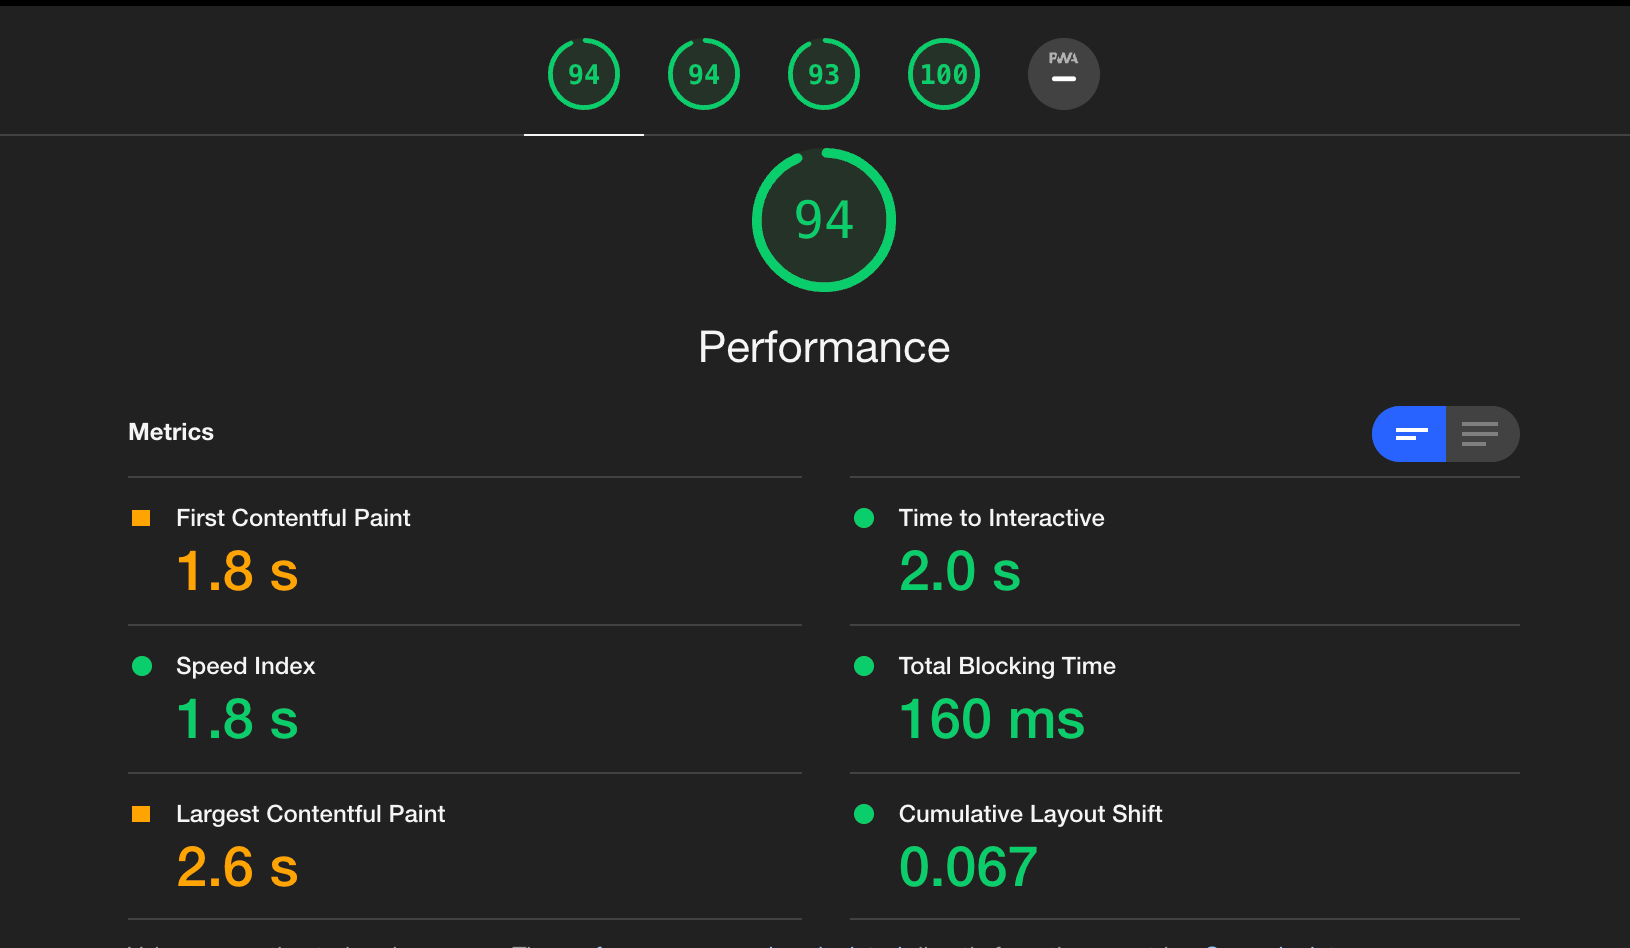 94 94 93 100 PWA
94
Performance
Metrics
First Contentful Paint
1.8 s
Time to Interactive
2.0 s
Speed Index
1.8 s
Total Blocking Time
160 ms
Largest Contentful Paint
2.6 s
Cumulative Layout Shift
0.067